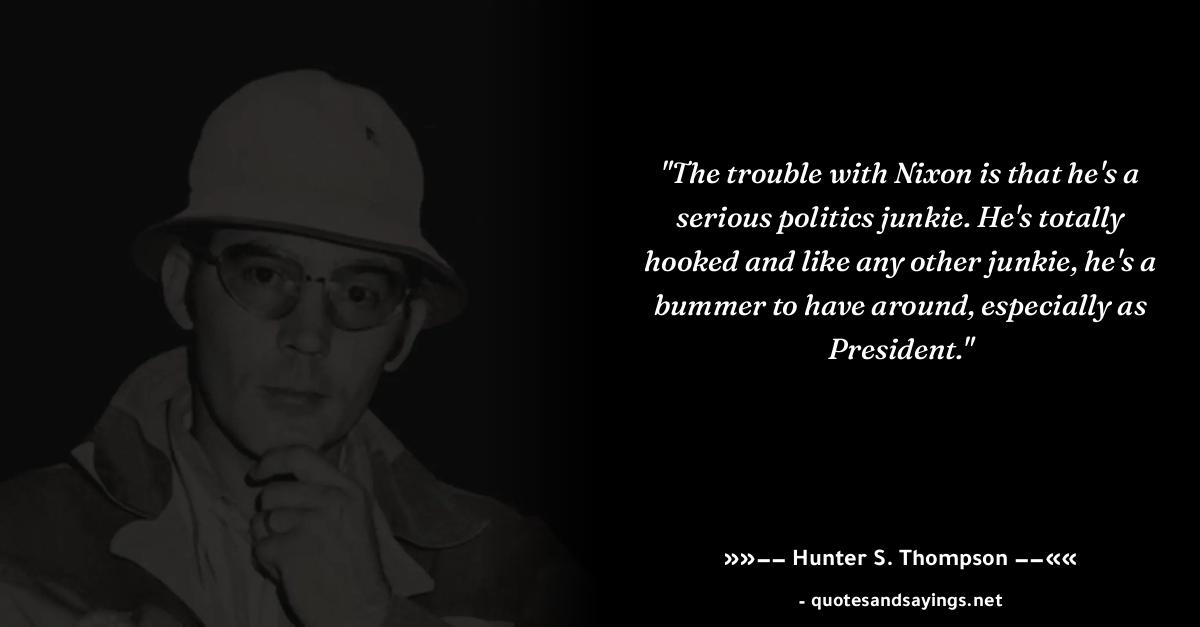 "The trouble with Nixon is that he's a
serious politics junkie. He's totally
hooked and like any other junkie, he's a
bummer to have around, especially as
President."
»»―― Hunter S. Thompson ――««
- quotesandsayings.net